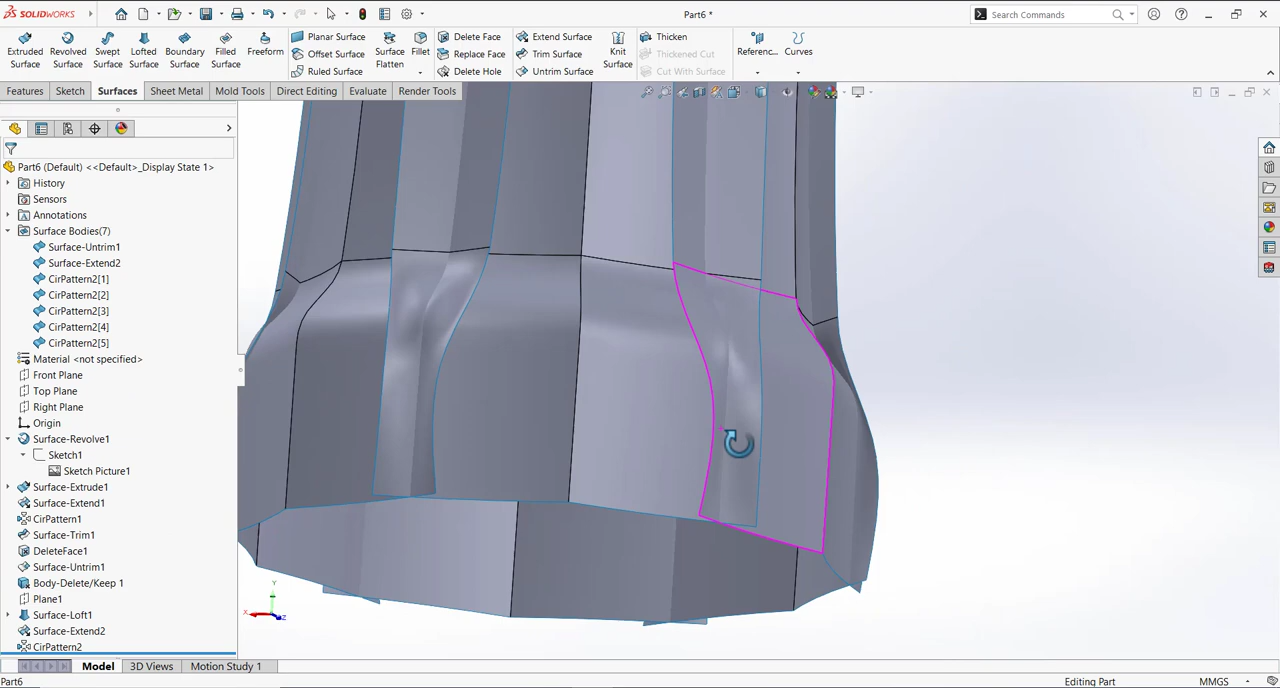 SOLIDWORKS
Part6 *
Search Commands
Extruded Surface
Revolved Surface
Swept Surface
Lofted Surface
Boundary Surface
Filled Surface
Freeform
Planar Surface
Offset Surface
Ruled Surface
Surface Flatten
Fillet
Delete Face
Replace Face
Delete Hole
Extend Surface
Trim Surface
Untrim Surface
Knit Surface
Thicken
Thickened Cut
Cut With Surface
Referenc...
Curves
Features
Sketch
Surfaces
Sheet Metal
Mold Tools
Direct Editing
Evaluate
Render Tools
Part6 (Default) <<Default>_Display State 1>
History
Sensors
Annotations
Surface Bodies(7)
Surface-Untrim1
Surface-Extend2
CirPattern2[1]
CirPattern2[2]
CirPattern2[3]
CirPattern2[4]
CirPattern2[5]
Material <not specified>
Front Plane
Top Plane
Right Plane
Origin
Surface-Revolve1
Sketch1
Sketch Picture1
Surface-Extrude1
Surface-Extend1
CirPattern1
Surface-Trim1
DeleteFace1
Surface-Untrim1
Body-Delete/Keep 1
Plane1
Surface-Loft1
Surface-Extend2
CirPattern2
Y
X
Z
Model
3D Views
Motion Study 1
Part6
Editing Part
MMGS